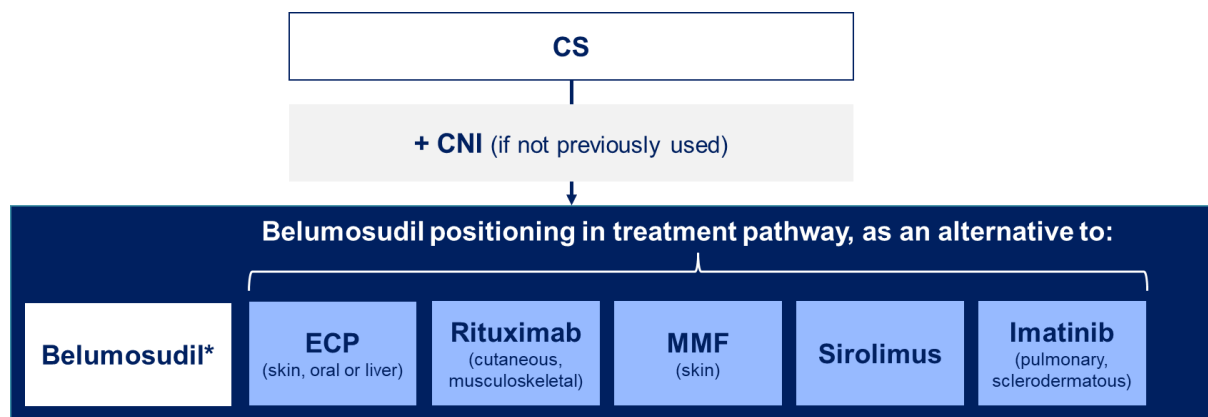 CS
+ CNI (if not previously used)
Belumosudil positioning in treatment pathway, as an alternative to:
Belumosudil*
ECP
(skin, oral or liver)
Rituximab
(cutaneous,
musculoskeletal)
MMF
(skin)
Sirolimus
Imatinib
(pulmonary,
sclerodermatous)